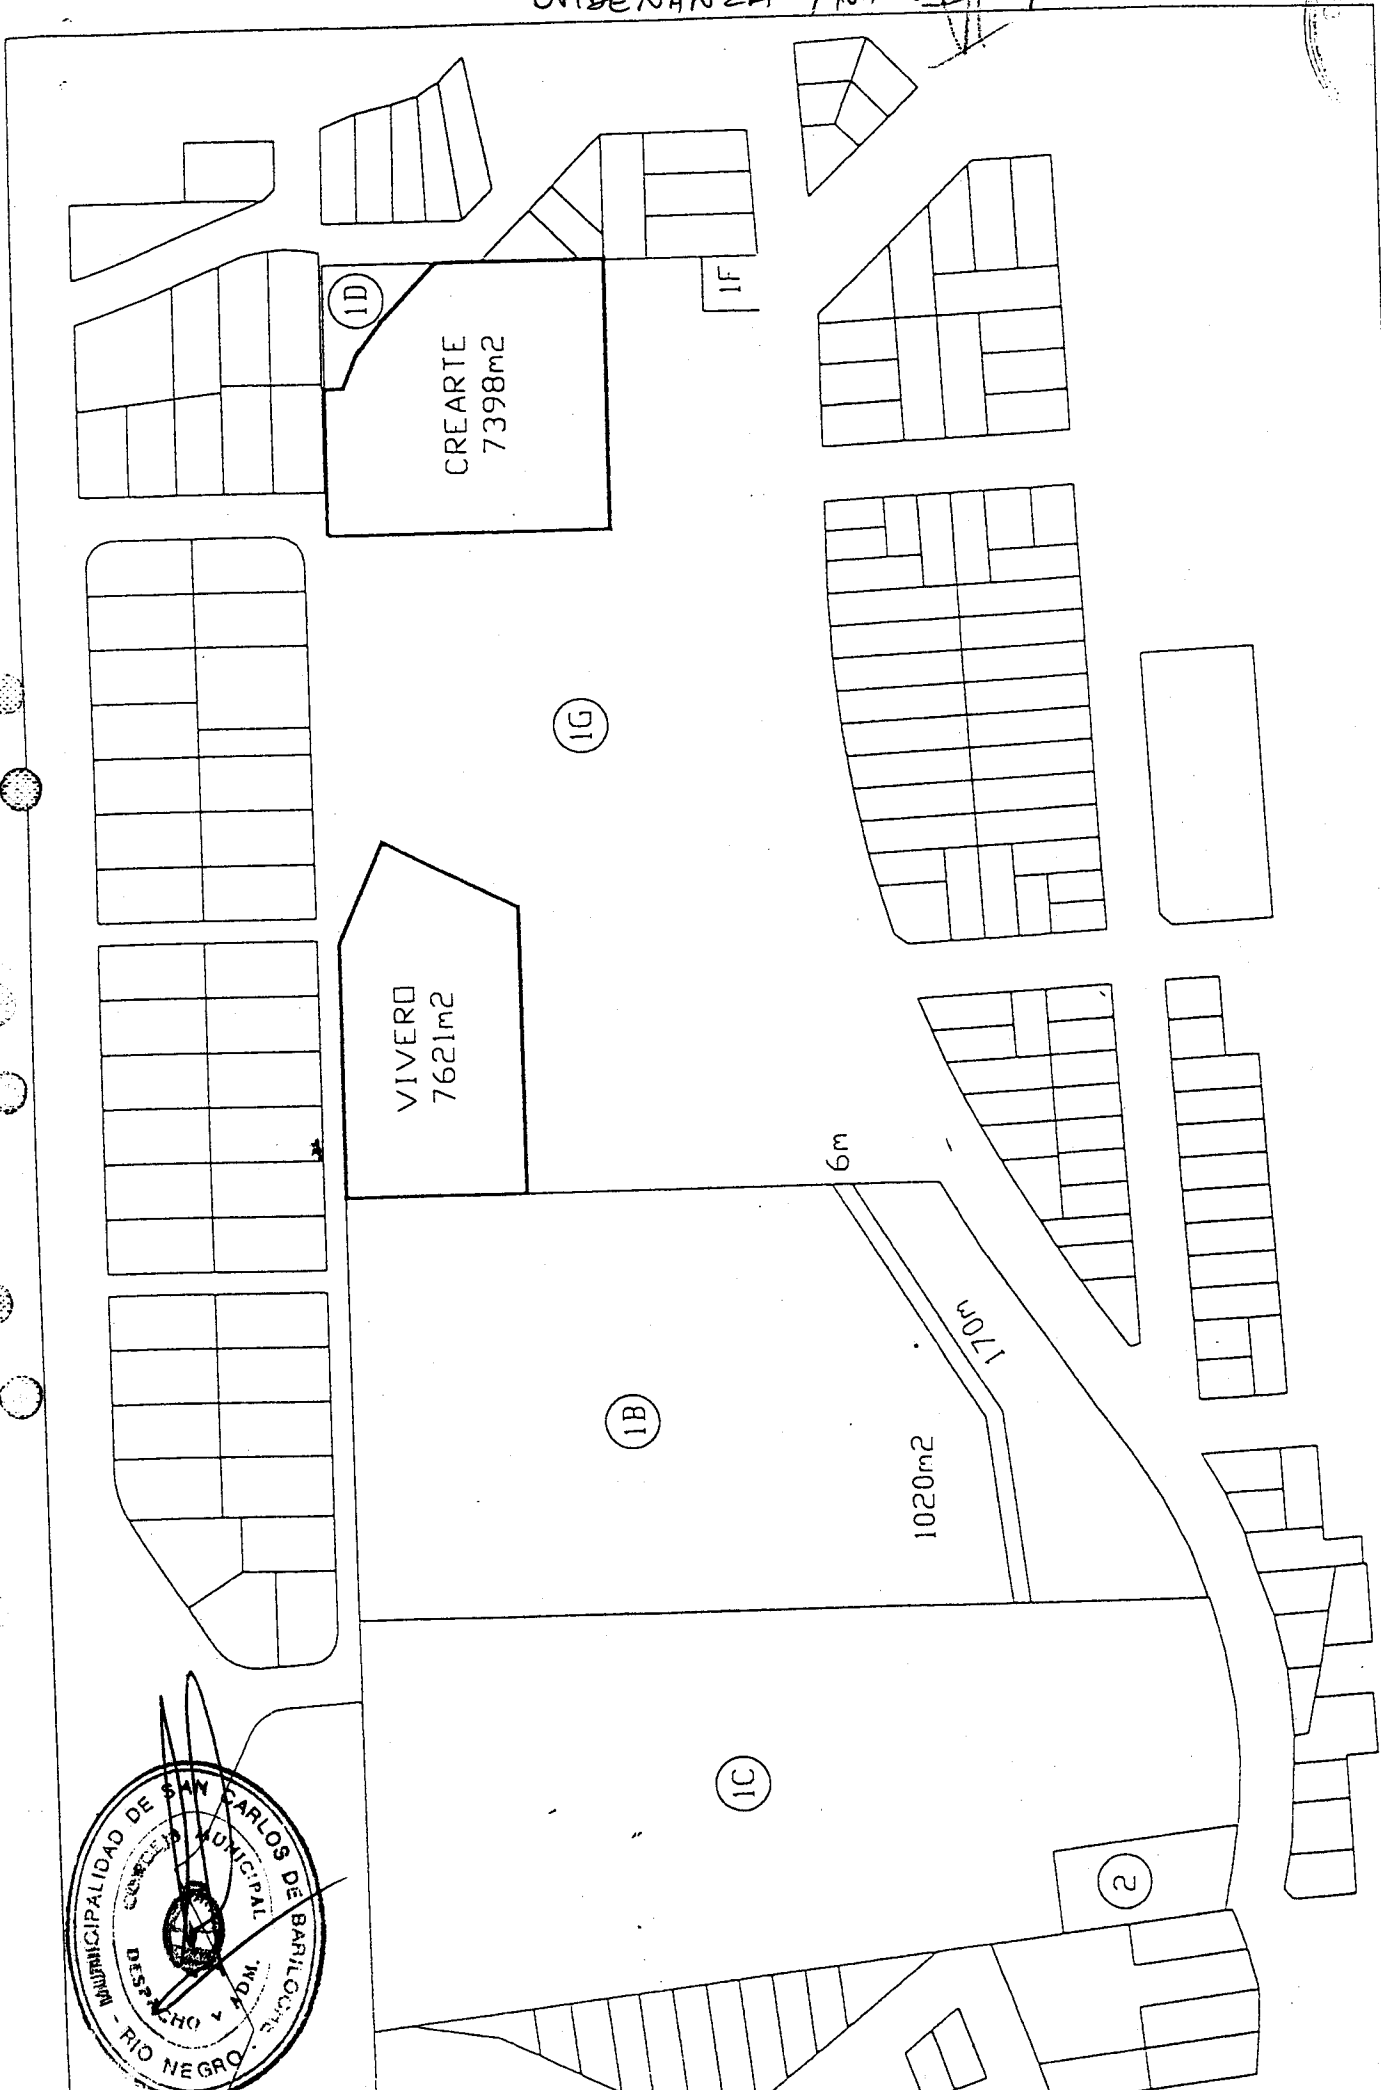 ORDENANZA
1D
CREARTE
7398m2
1F
1G
VIVERO
7621m2
6m
170m
1B
1020m2
1C
2
MUNICIPALIDAD DE SAN CARLOS DE BARILOCHE
- RIO NEGRO -
CONCEJO MUNICIPAL
DESPACHO Y ADM.